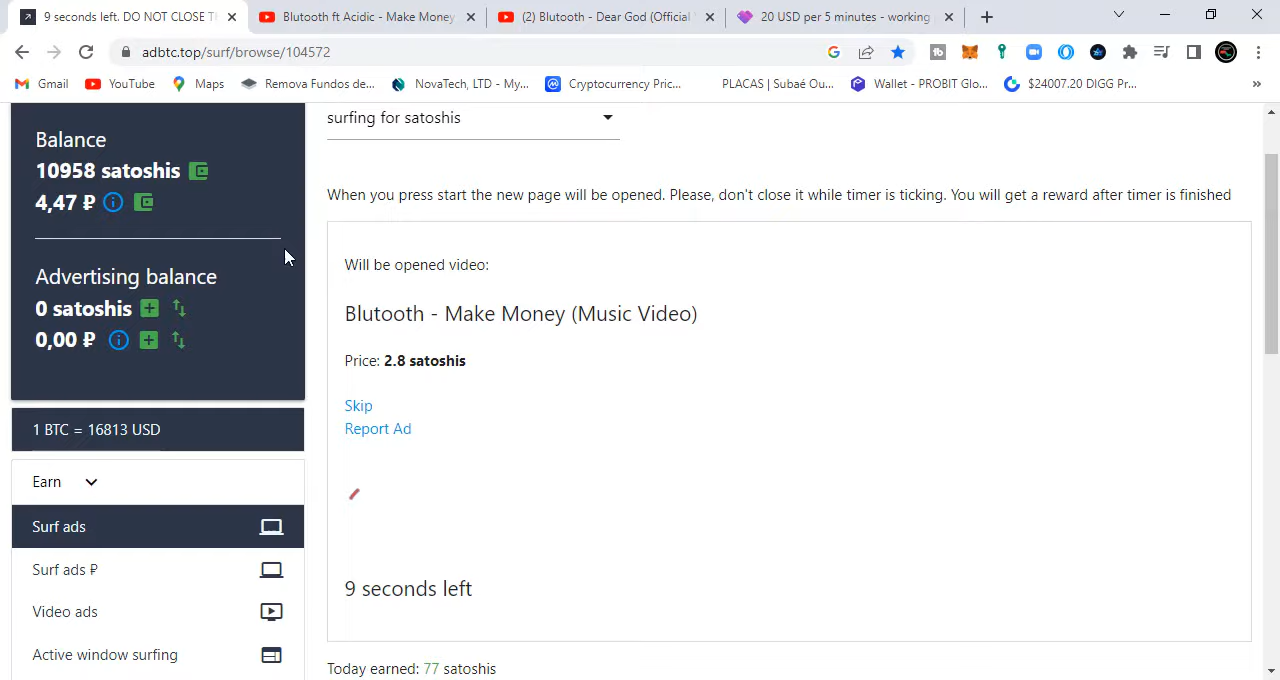 9 seconds left. DO NOT CLOSE T
Blutooth ft Acidic - Make Money
(2) Blutooth - Dear God (Official
20 USD per 5 minutes - working
adbtc.top/surf/browse/104572
Gmail
YouTube
Maps
Remova Fundos de...
NovaTech, LTD - My...
Cryptocurrency Pric...
PLACAS | Subaé Ou...
Wallet - PROBIT Glo...
$24007.20 DIGG Pr...
»
surfing for satoshis
When you press start the new page will be opened. Please, don't close it while timer is ticking. You will get a reward after timer is finished
Balance
10958 satoshis
4,47 ₽
Advertising balance
0 satoshis
0,00 ₽
1 BTC = 16813 USD
Earn
Surf ads
Surf ads ₽
Video ads
Active window surfing
Will be opened video:
Blutooth - Make Money (Music Video)
Price: 2.8 satoshis
Skip
Report Ad
9 seconds left
Today earned: 77 satoshis